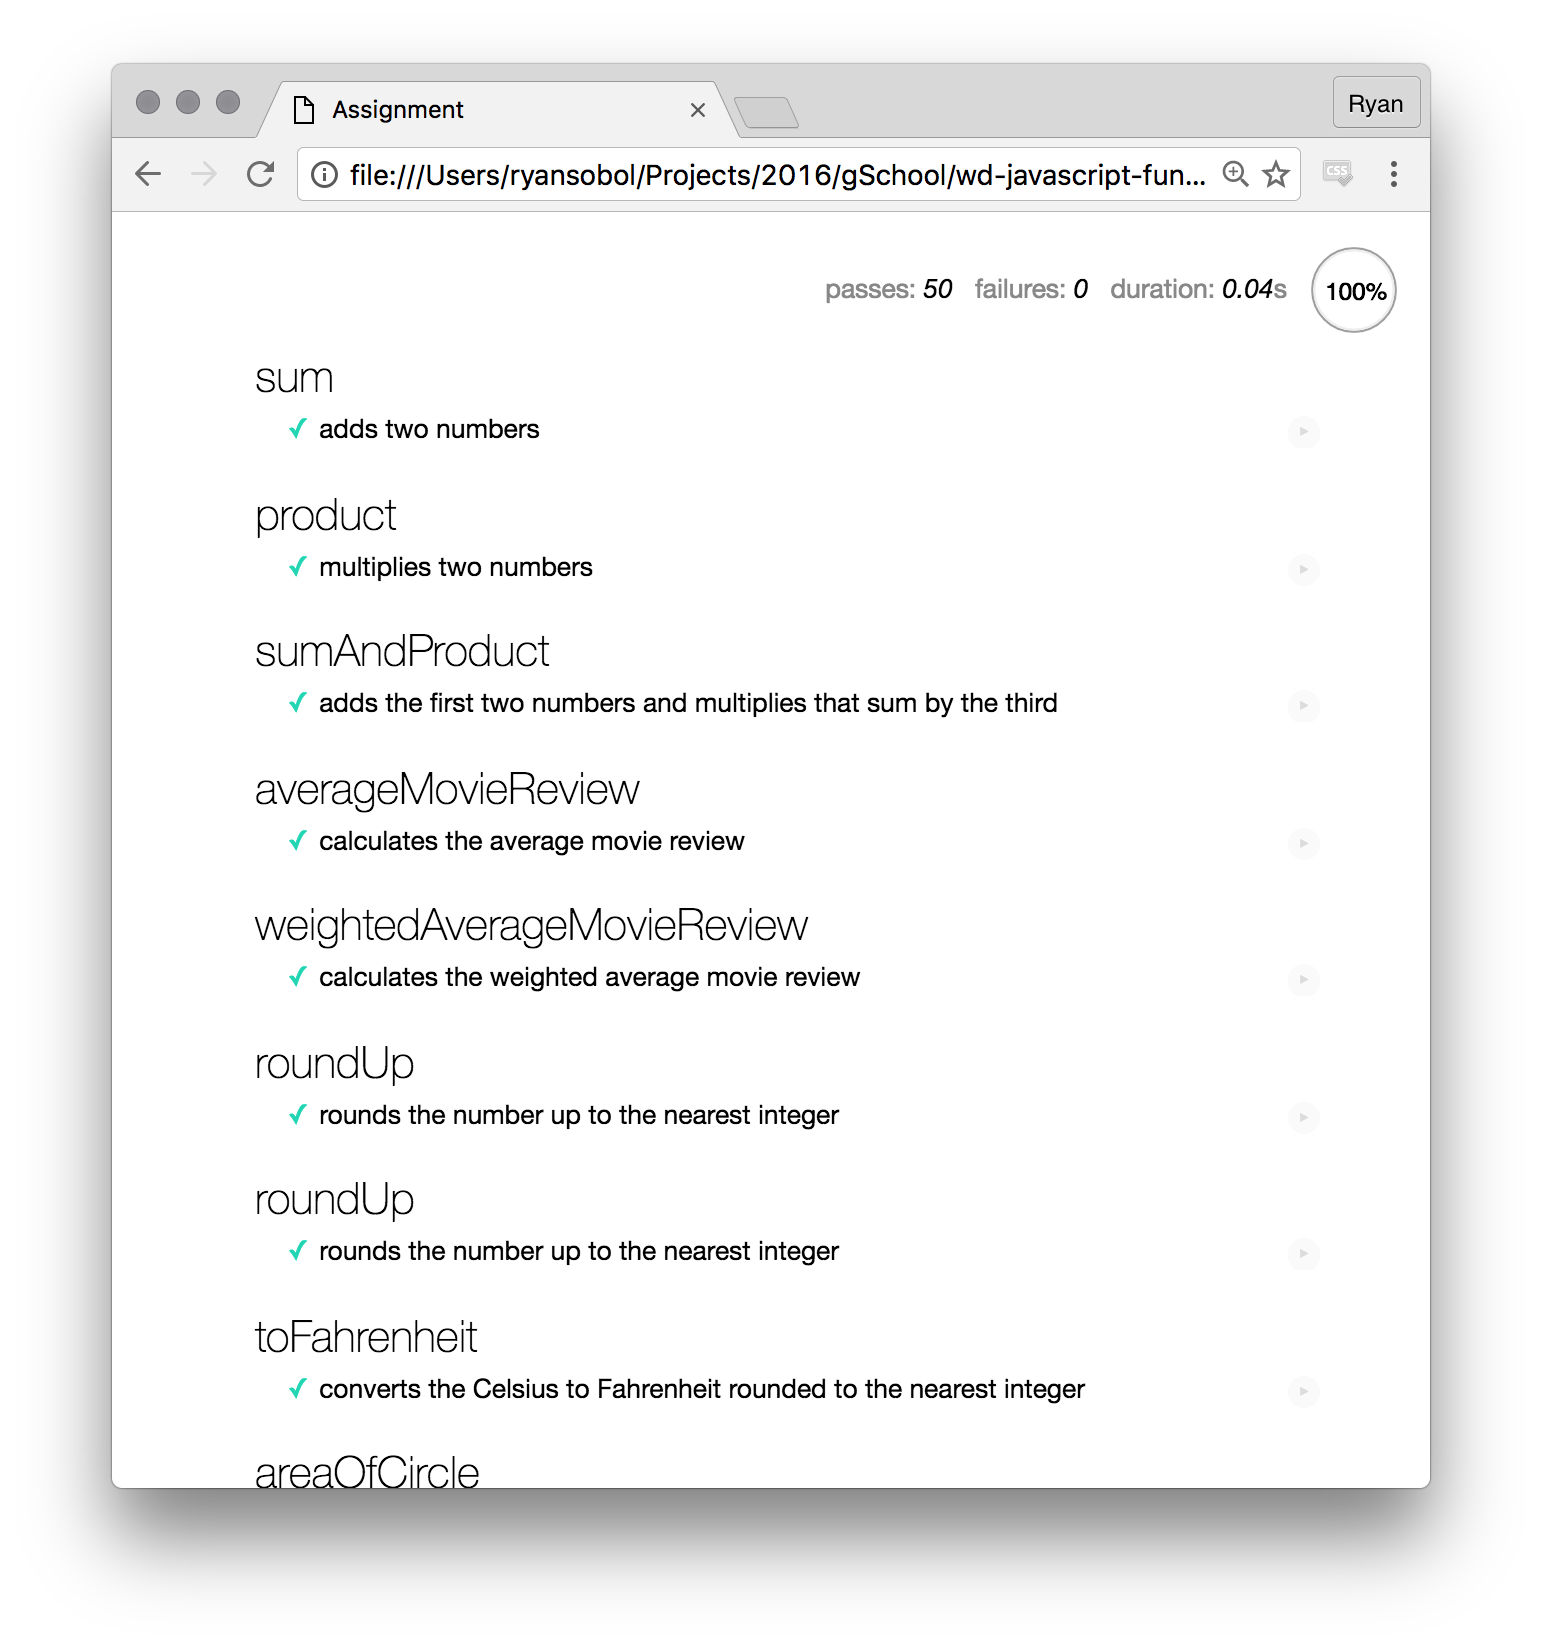 Assignment
Ryan
file:///Users/ryansobol/Projects/2016/gSchool/wd-javascript-fun...
CSS
passes: 50 failures: 0 duration: 0.04s 100%
sum
✓ adds two numbers
product
✓ multiplies two numbers
sumAndProduct
✓ adds the first two numbers and multiplies that sum by the third
averageMovieReview
✓ calculates the average movie review
weightedAverageMovieReview
✓ calculates the weighted average movie review
roundUp
✓ rounds the number up to the nearest integer
roundUp
✓ rounds the number up to the nearest integer
toFahrenheit
✓ converts the Celsius to Fahrenheit rounded to the nearest integer
areaOfCircle